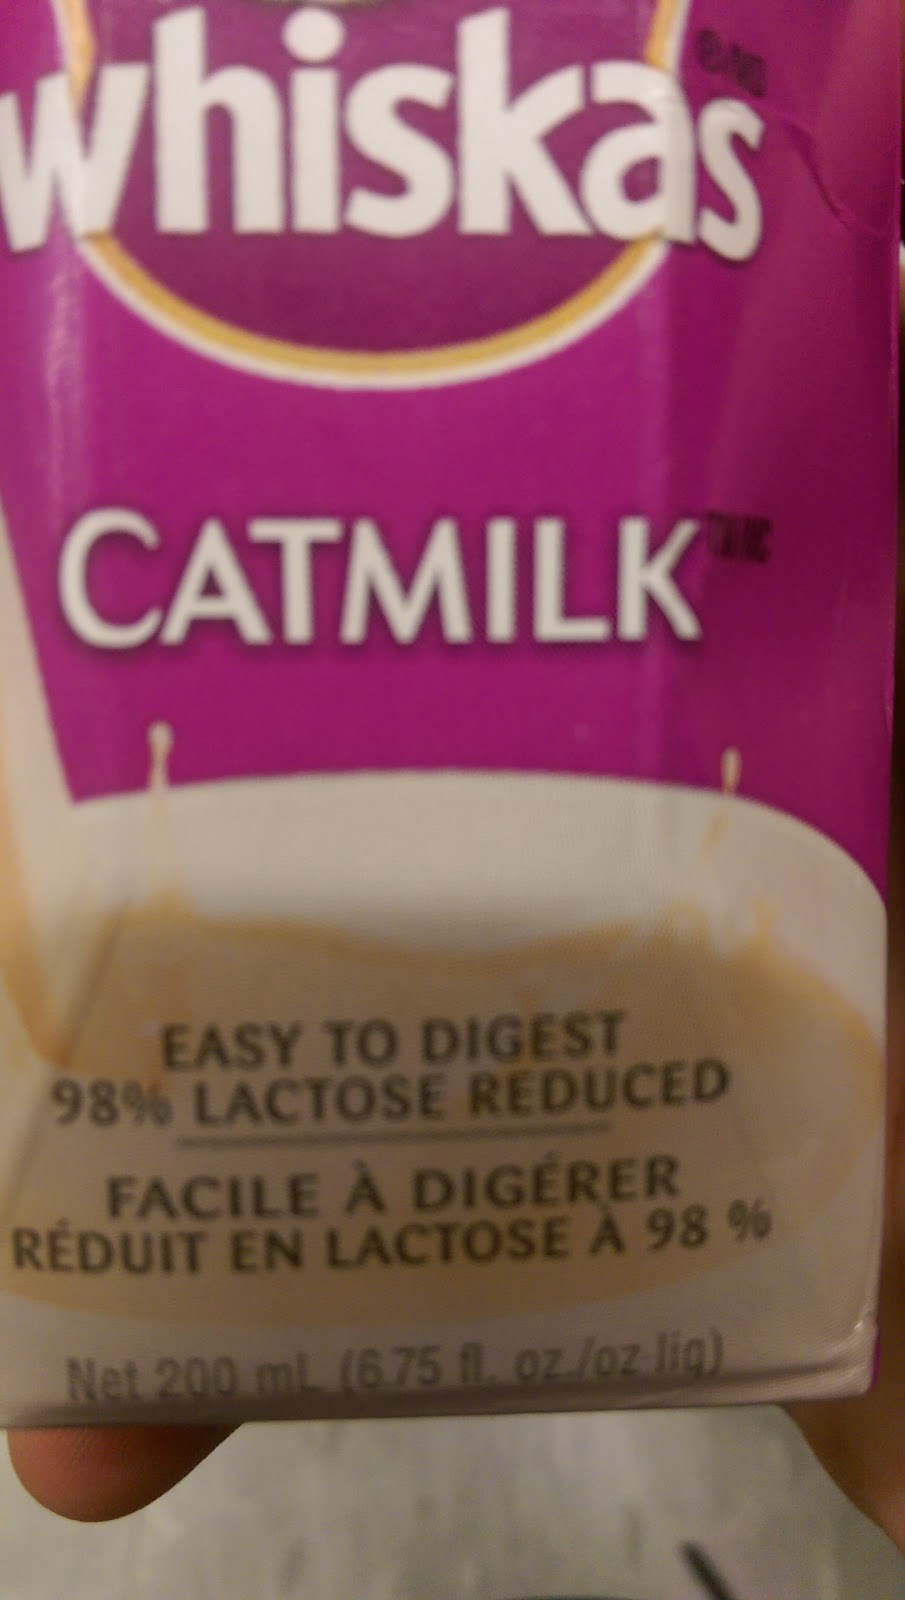 whiskas
CATMILK
EASY TO DIGEST
98% LACTOSE REDUCED
FACILE À DIGÉRER
RÉDUIT EN LACTOSE À 98 %
Net 200 mL (6.75 fl. oz./oz liq)